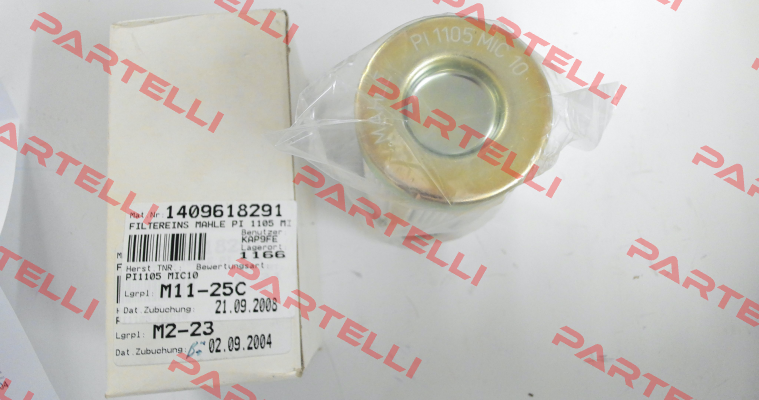 PARTELLI
PARTELLI
PARTELLI
PARTELLI
PARTELLI
PARTELLI
PARTELLI
PARTELLI
PARTELLI
PI 1105 MIC 10
Mat Nr. 1409618291
FILTEREINS MAHLE PI 1105 MI
Benutzer
KAP9FE
Lagerort
1166
Herst TNR Bewertungsart:
PI1105 MIC10
Lgrpl: M11-25C
Dat Zubuchung: 21.09.2008
Lgrpl: M2-23
Dat.Zubuchung: 02.09.2004